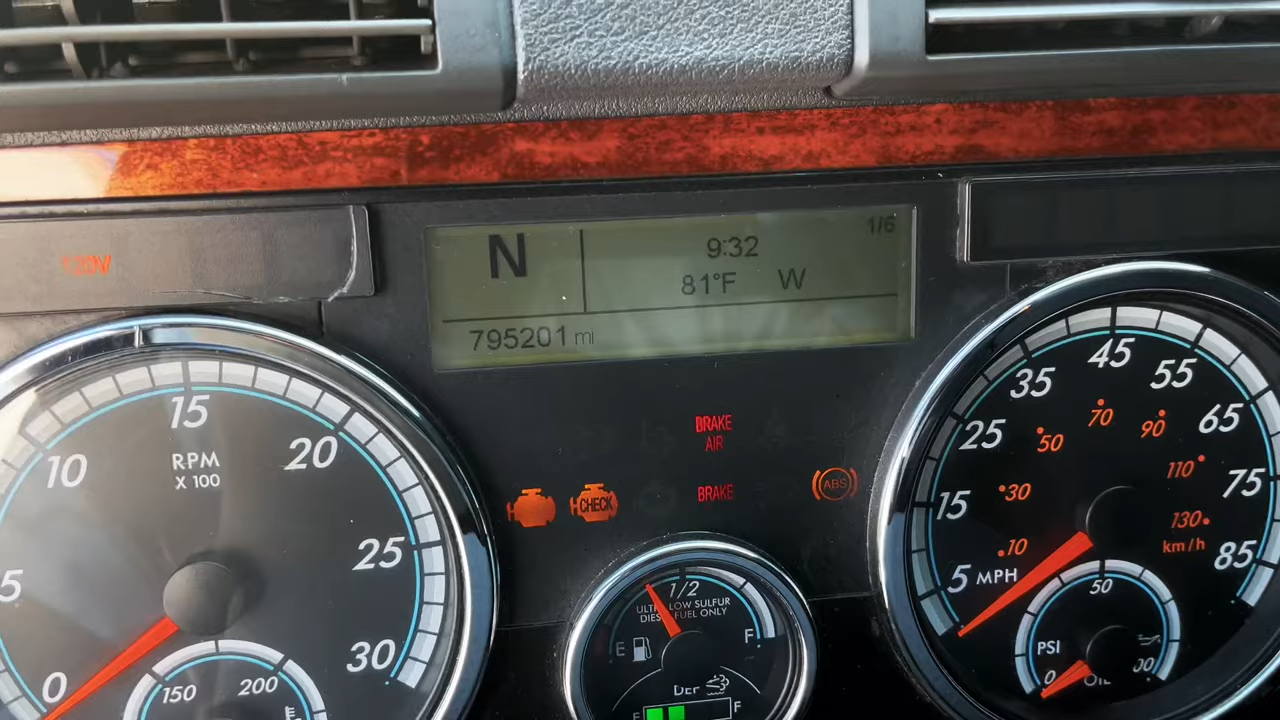 120V
N
9:32
1/6
81°F W
795201 mi
BRAKE
AIR
CHECK
BRAKE
ABS
0
5
10
15
20
25
30
RPM
X 100
150
200
1/2
ULTRA LOW SULFUR
DIESEL FUEL ONLY
E
F
DEF
E
F
5
15
25
35
45
55
65
75
85
MPH
10
30
50
70
90
110
130
km/h
50
PSI
0
OIL